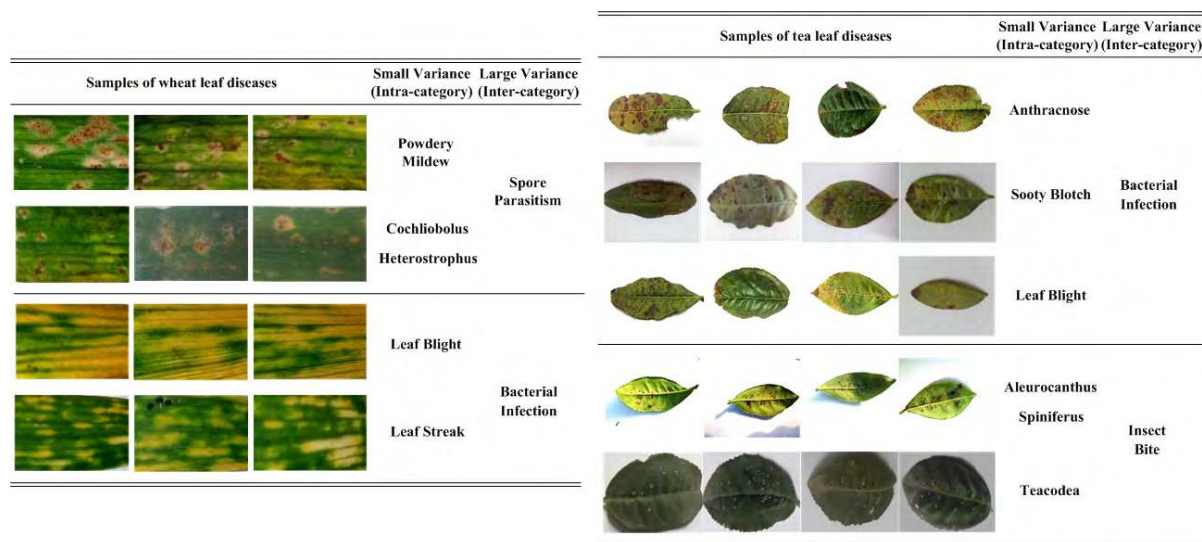 Samples of wheat leaf diseases
Small Variance Large Variance
(Intra-category) (Inter-category)
Powdery
Mildew
Spore
Parasitism
Cochliobolus
Heterostrophus
Leaf Blight
Bacterial
Infection
Leaf Streak
Samples of tea leaf diseases
Small Variance Large Variance
(Intra-category) (Inter-category)
Anthracnose
Sooty Blotch
Bacterial
Infection
Leaf Blight
Aleurocanthus
Spiniferus
Insect
Bite
Teacodea